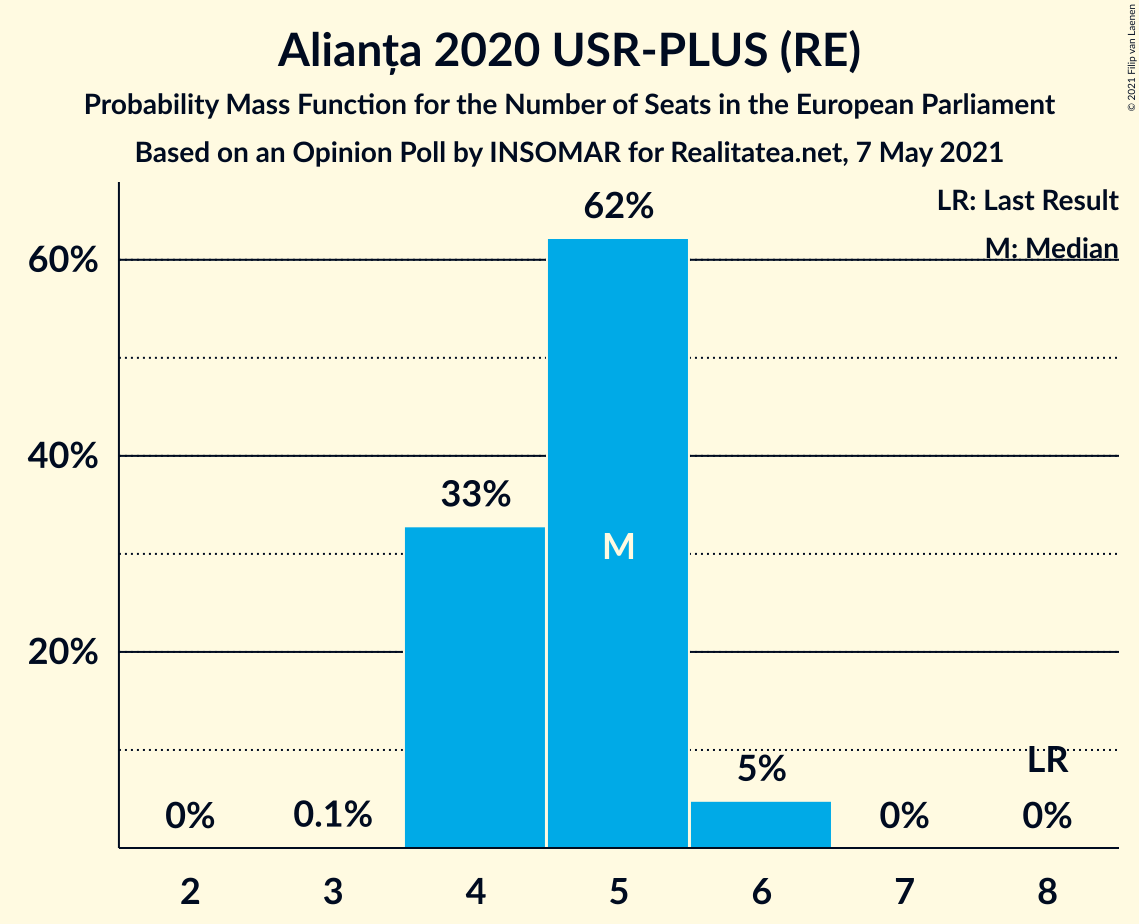 Alianța 2020 USR-PLUS (RE)
Probability Mass Function for the Number of Seats in the European Parliament
Based on an Opinion Poll by INSOMAR for Realitatea.net, 7 May 2021
© 2021 Filip van Laenen
LR: Last Result
M: Median
60%
40%
20%
0%
0.1%
33%
62%
M
5%
0%
LR
0%
2 3 4 5 6 7 8